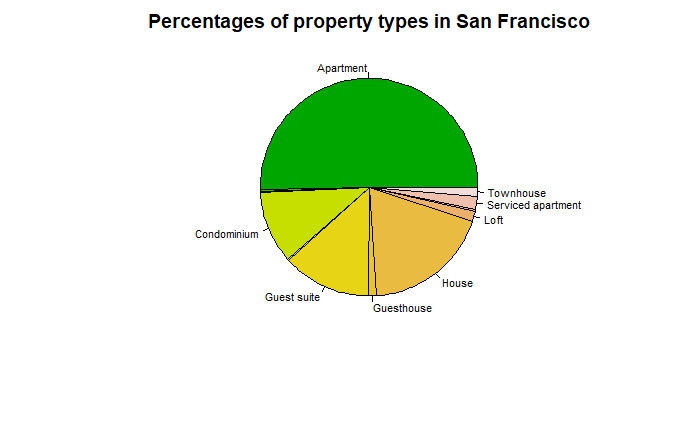 Percentages of property types in San Francisco
Apartment
Townhouse
Serviced apartment
Loft
Condominium
House
Guest suite
Guesthouse